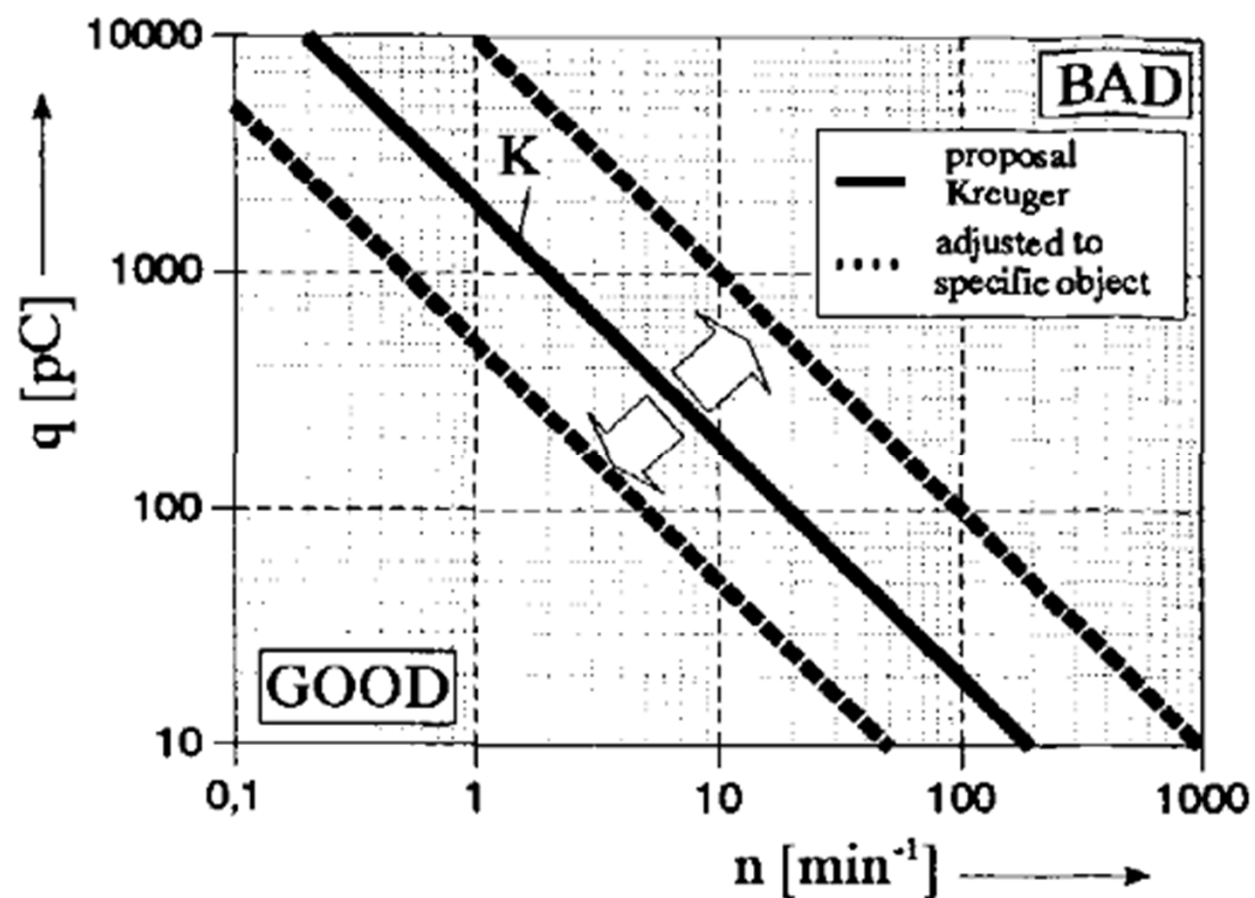 10000
1000
100
10
q [pC]
K
BAD
proposal
Kreuger
adjusted to
specific object
GOOD
0,1
1
10
100
1000
n [min⁻¹]